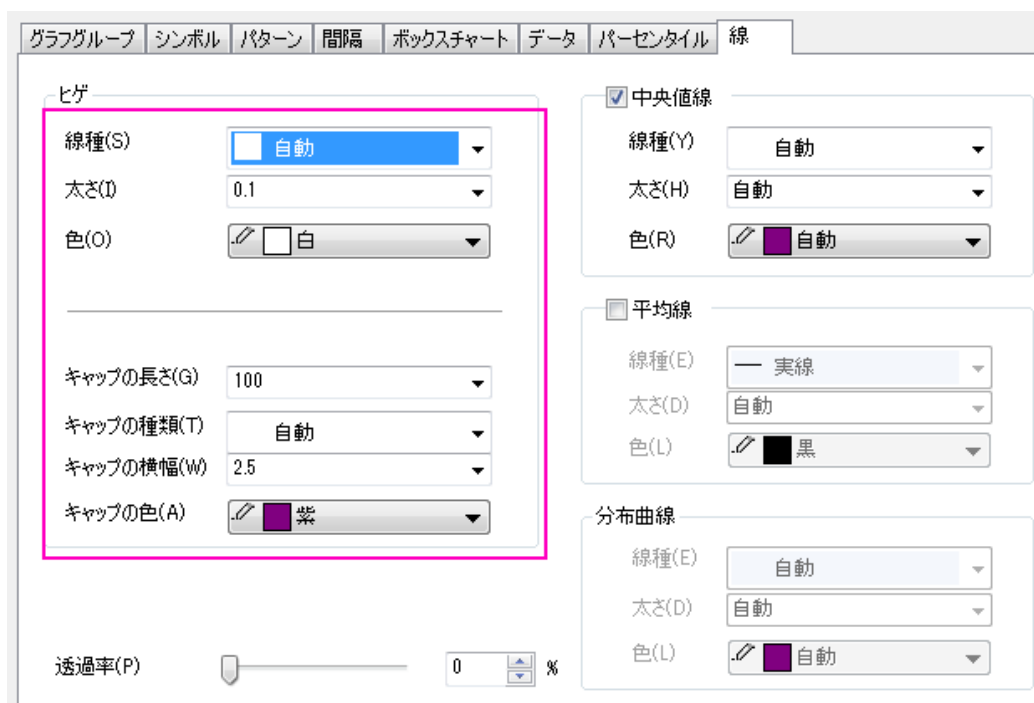 グラフグループ シンボル パターン 間隔 ボックスチャート データ パーセンタイル 線
ヒゲ
線種(S) 自動
太さ(I) 0.1
色(O) 白
キャップの長さ(G) 100
キャップの種類(T) 自動
キャップの横幅(W) 2.5
キャップの色(A) 紫
透過率(P) 0 %
中央値線
線種(Y) 自動
太さ(H) 自動
色(R) 自動
平均線
線種(E) 実線
太さ(D) 自動
色(L) 黒
分布曲線
線種(E) 自動
太さ(D) 自動
色(L) 自動